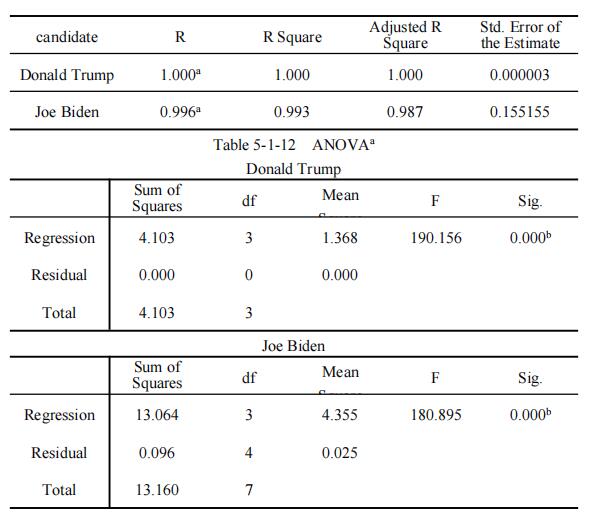 candidate R R Square Adjusted R Square Std. Error of the Estimate
Donald Trump 1.000ᵃ 1.000 1.000 0.000003
Joe Biden 0.996ᵃ 0.993 0.987 0.155155
Table 5-1-12 ANOVAᵃ
Donald Trump
Sum of Squares df Mean F Sig.
Regression 4.103 3 1.368 190.156 0.000ᵇ
Residual 0.000 0 0.000
Total 4.103 3
Joe Biden
Sum of Squares df Mean F Sig.
Regression 13.064 3 4.355 180.895 0.000ᵇ
Residual 0.096 4 0.025
Total 13.160 7